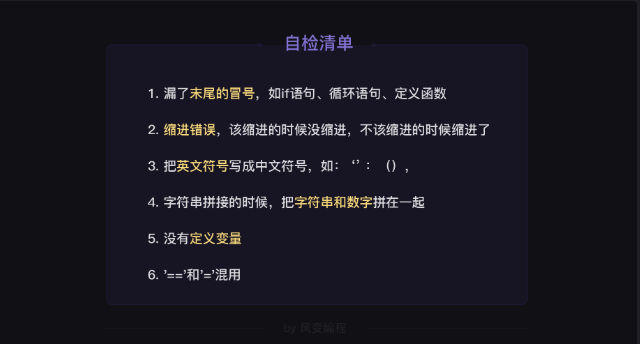 自检清单
1. 漏了末尾的冒号，如if语句、循环语句、定义函数
2. 缩进错误，该缩进的时候没缩进，不该缩进的时候缩进了
3. 把英文符号写成中文符号，如： ‘’ ： （），
4. 字符串拼接的时候，把字符串和数字拼在一起
5. 没有定义变量
6. '=='和'='混用
by 风变编程